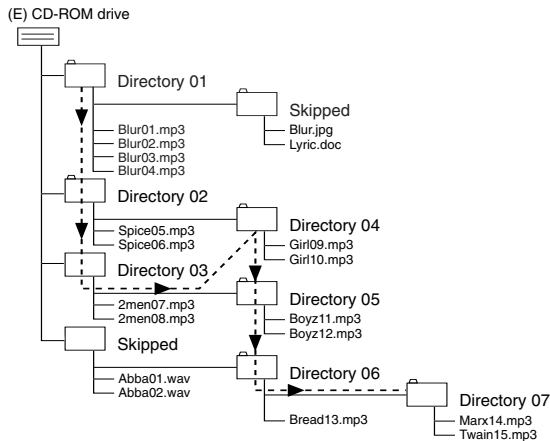 (E) CD-ROM drive
Directory 01
Skipped
Blur01.mp3
Blur02.mp3
Blur03.mp3
Blur04.mp3
Blur.jpg
Lyric.doc
Directory 02
Directory 04
Spice05.mp3
Spice06.mp3
Girl09.mp3
Girl10.mp3
Directory 03
Directory 05
2men07.mp3
2men08.mp3
Boyz11.mp3
Boyz12.mp3
Skipped
Directory 06
Abba01.wav
Abba02.wav
Directory 07
Bread13.mp3
Marx14.mp3
Twain15.mp3